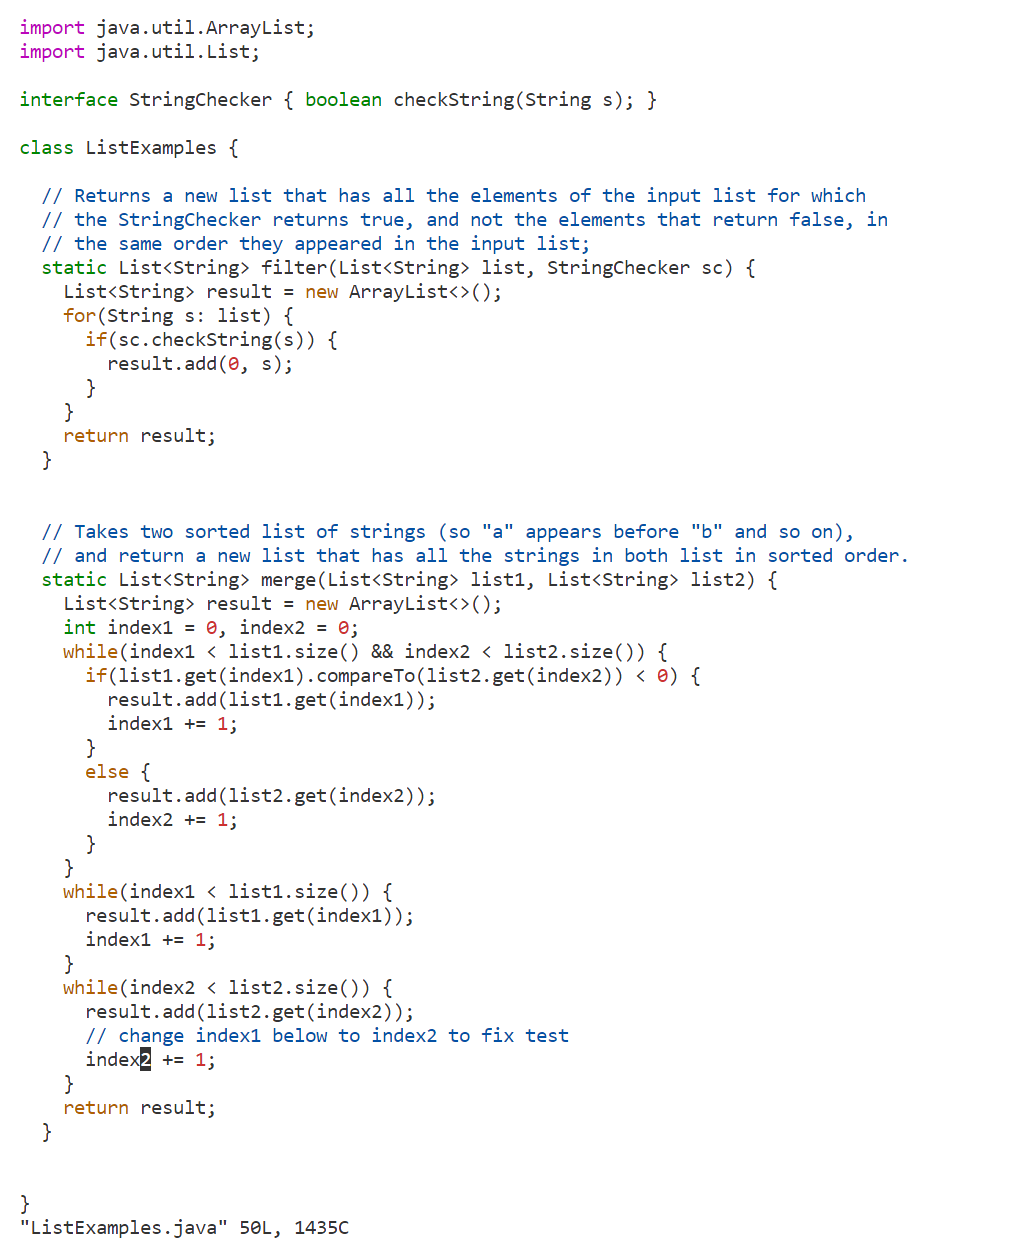 import java.util.ArrayList;
import java.util.List;

interface StringChecker { boolean checkString(String s); }

class ListExamples {

  // Returns a new list that has all the elements of the input list for which
  // the StringChecker returns true, and not the elements that return false, in
  // the same order they appeared in the input list;
  static List<String> filter(List<String> list, StringChecker sc) {
    List<String> result = new ArrayList<>();
    for(String s: list) {
      if(sc.checkString(s)) {
        result.add(0, s);
      }
    }
    return result;
  }


  // Takes two sorted list of strings (so "a" appears before "b" and so on),
  // and return a new list that has all the strings in both list in sorted order.
  static List<String> merge(List<String> list1, List<String> list2) {
    List<String> result = new ArrayList<>();
    int index1 = 0, index2 = 0;
    while(index1 < list1.size() && index2 < list2.size()) {
      if(list1.get(index1).compareTo(list2.get(index2)) < 0) {
        result.add(list1.get(index1));
        index1 += 1;
      }
      else {
        result.add(list2.get(index2));
        index2 += 1;
      }
    }
    while(index1 < list1.size()) {
      result.add(list1.get(index1));
      index1 += 1;
    }
    while(index2 < list2.size()) {
      result.add(list2.get(index2));
      // change index1 below to index2 to fix test
      index2 += 1;
    }
    return result;
  }


}
"ListExamples.java" 50L, 1435C